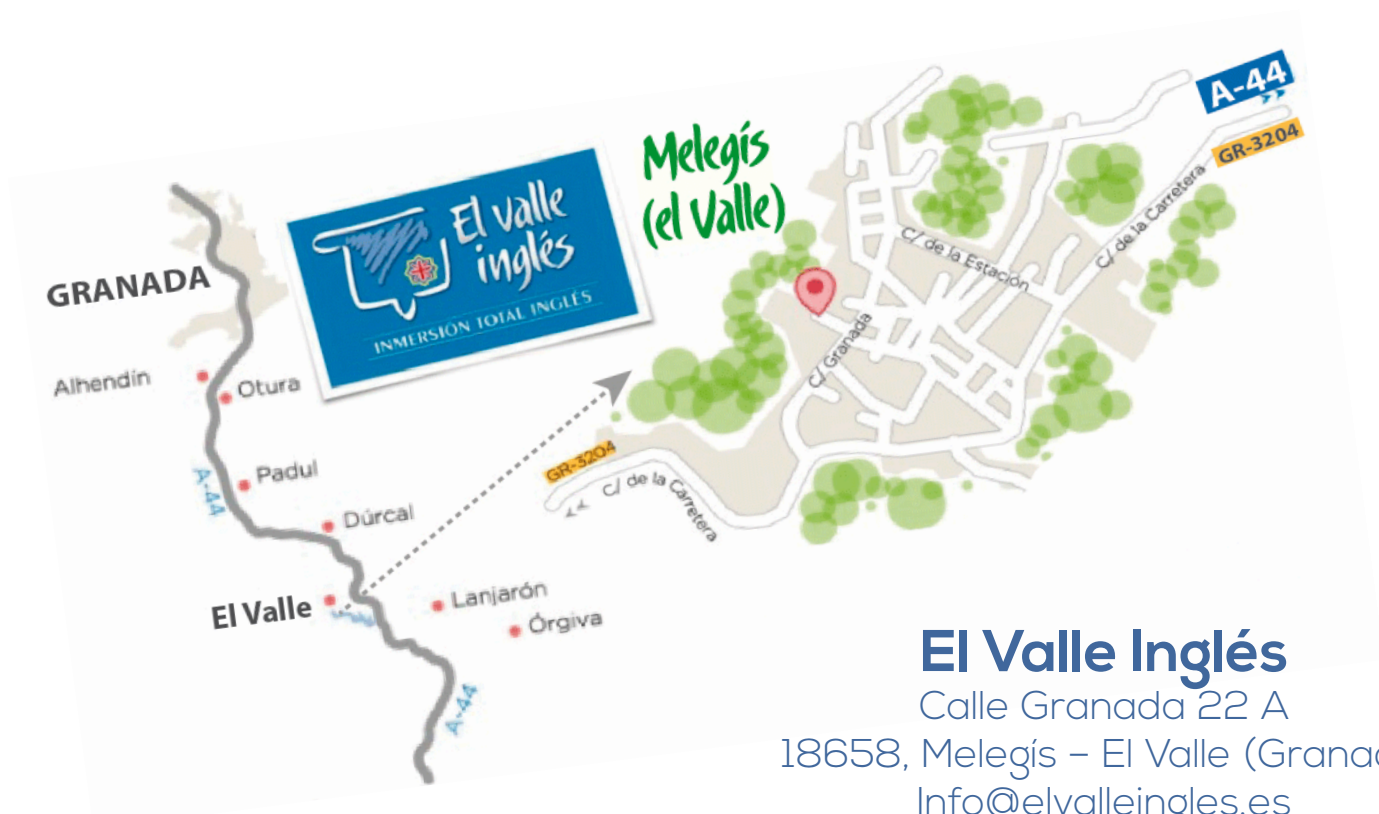 GRANADA
Alhendín
Otura
A-44
Padul
Dúrcal
El Valle
Lanjarón
Órgiva
A-44
El valle
inglés
INMERSIÓN TOTAL INGLÉS
Melegís
(el Valle)
A-44
GR-3204
C/ de la Carretera
C/ de la Estación
C/ Granada
GR-3204
C/ de la Carretera
El Valle Inglés
Calle Granada 22 A
18658, Melegís – El Valle (Grana
Info@elvalleingles.es